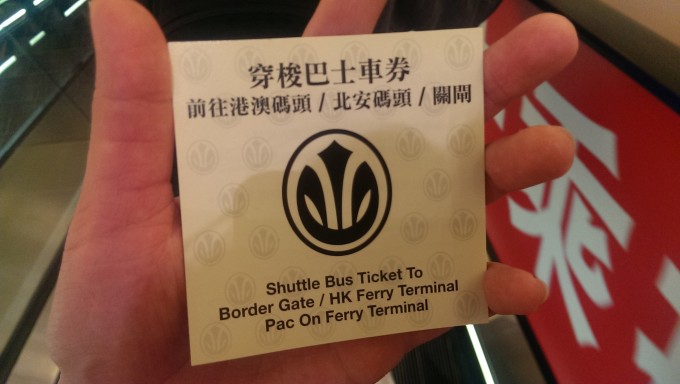 穿梭巴士車券
前往港澳碼頭 / 北安碼頭 / 關閘
Shuttle Bus Ticket To
Border Gate / HK Ferry Terminal
Pac On Ferry Terminal